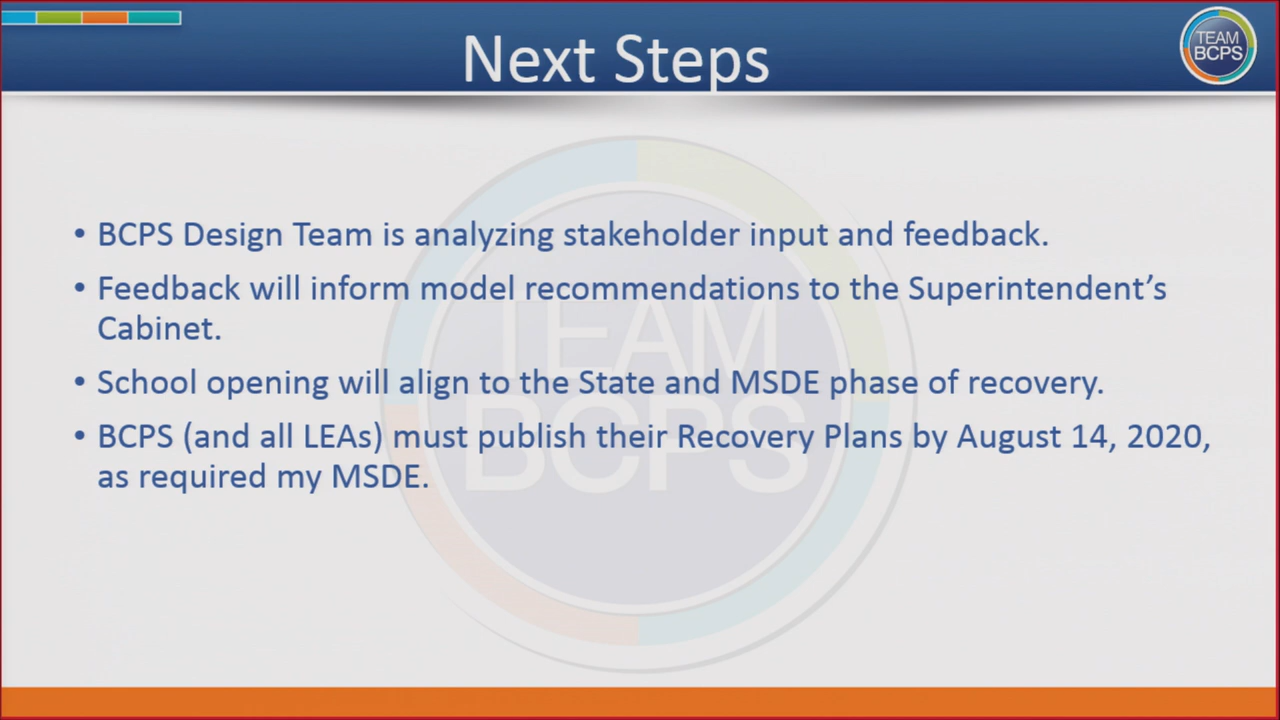 Next Steps
TEAM
BCPS
• BCPS Design Team is analyzing stakeholder input and feedback.
• Feedback will inform model recommendations to the Superintendent’s
Cabinet.
• School opening will align to the State and MSDE phase of recovery.
• BCPS (and all LEAs) must publish their Recovery Plans by August 14, 2020,
as required my MSDE.
TEAM
BCPS